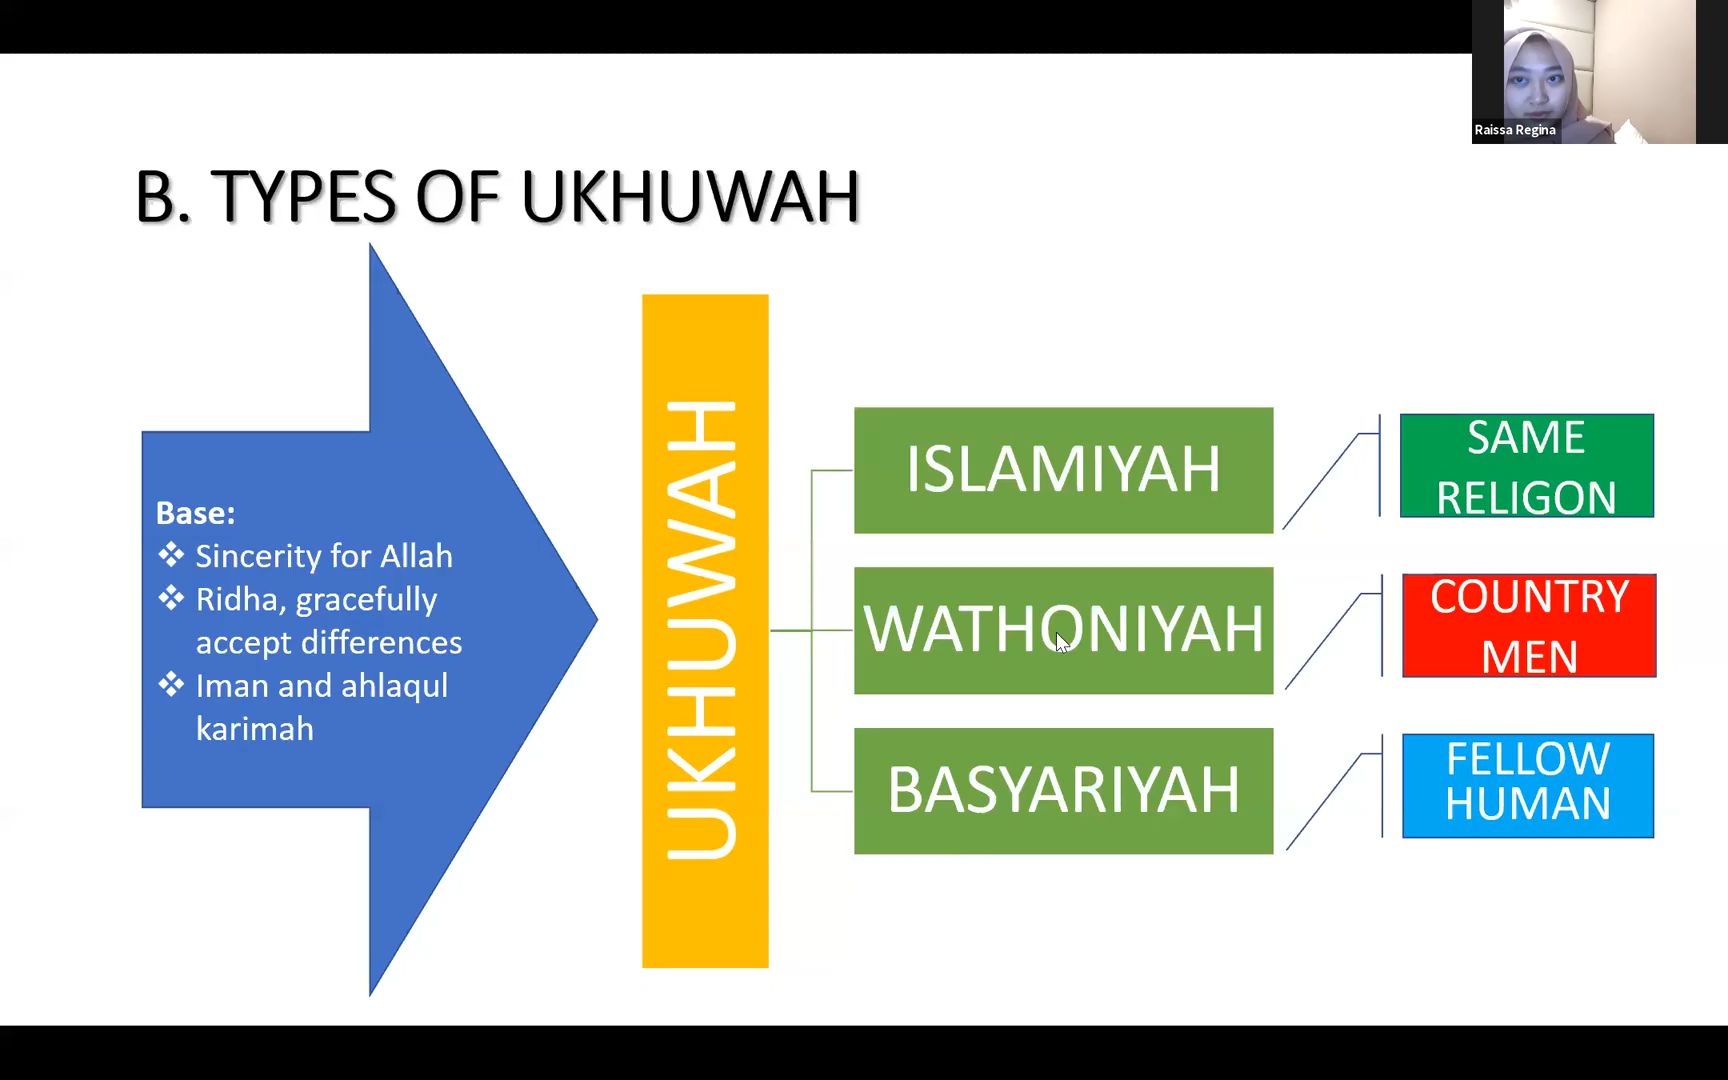 Raissa Regina
B. TYPES OF UKHUWAH
Base:
❖ Sincerity for Allah
❖ Ridha, gracefully
accept differences
❖ Iman and ahlaqul
karimah
UKHUWAH
ISLAMIYAH
SAME
RELIGON
WATHONIYAH
COUNTRY
MEN
BASYARIYAH
FELLOW
HUMAN